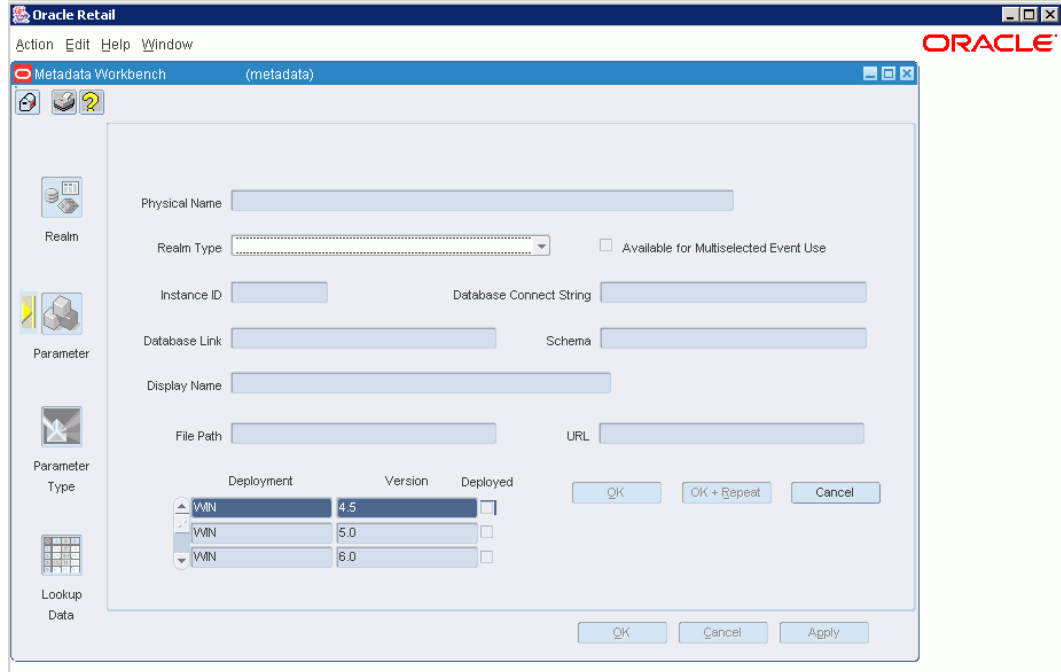 Oracle Retail
Action Edit Help Window
ORACLE
Metadata Workbench (metadata)
Realm
Parameter
Parameter
Type
Lookup
Data
Physical Name
Realm Type
Available for Multiselected Event Use
Instance ID
Database Connect String
Database Link
Schema
Display Name
File Path
URL
Deployment Version Deployed
WIN 4.5
WIN 5.0
WIN 6.0
OK OK + Repeat Cancel
OK Cancel Apply